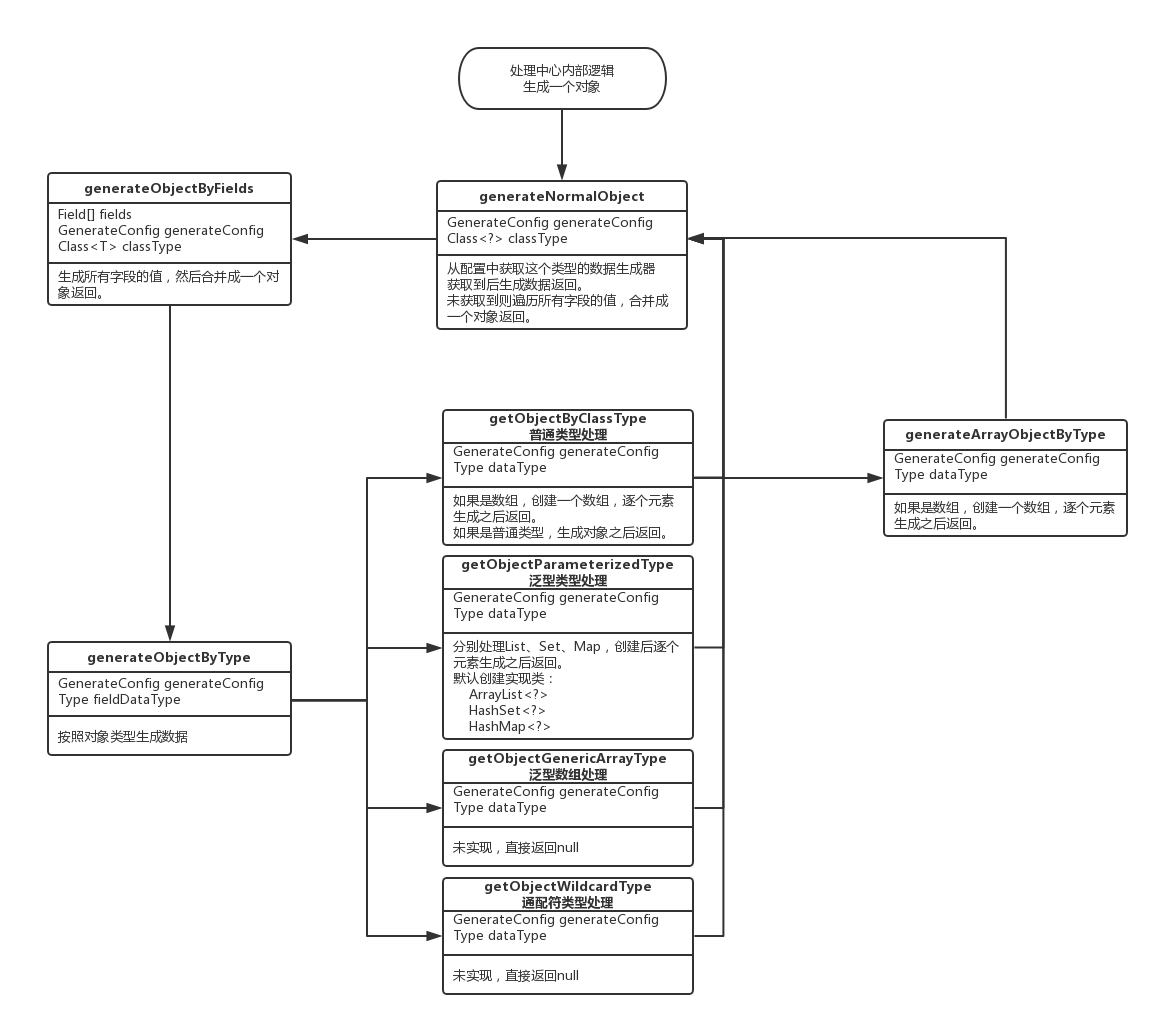 处理中心内部逻辑
生成一个对象
generateObjectByFields
Field[] fields
GenerateConfig generateConfig
Class<T> classType
生成所有字段的值，然后合并成一个对
象返回。
generateNormalObject
GenerateConfig generateConfig
Class<?> classType
从配置中获取这个类型的数据生成器
获取到后生成数据返回。
未获取到则遍历所有字段的值，合并成
一个对象返回。
getObjectByClassType
普通类型处理
GenerateConfig generateConfig
Type dataType
如果是数组，创建一个数组，逐个元素
生成之后返回。
如果是普通类型，生成对象之后返回。
generateArrayObjectByType
GenerateConfig generateConfig
Type dataType
如果是数组，创建一个数组，逐个元素
生成之后返回。
getObjectParameterizedType
泛型类型处理
GenerateConfig generateConfig
Type dataType
分别处理List、Set、Map，创建后逐个
元素生成之后返回。
默认创建实现类：
ArrayList<?>
HashSet<?>
HashMap<?>
generateObjectByType
GenerateConfig generateConfig
Type fieldDataType
按照对象类型生成数据
getObjectGenericArrayType
泛型数组处理
GenerateConfig generateConfig
Type dataType
未实现，直接返回null
getObjectWildcardType
通配符类型处理
GenerateConfig generateConfig
Type dataType
未实现，直接返回null